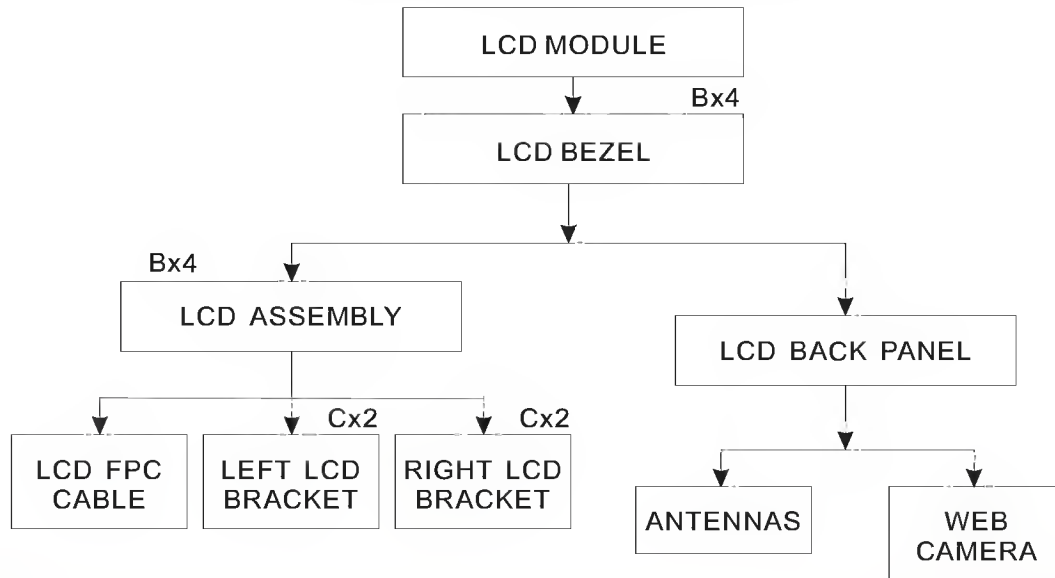 LCD MODULE
Bx4
LCD BEZEL
Bx4
LCD ASSEMBLY
LCD BACK PANEL
Cx2
Cx2
LCD FPC
CABLE
LEFT LCD
BRACKET
RIGHT LCD
BRACKET
ANTENNAS
WEB
CAMERA